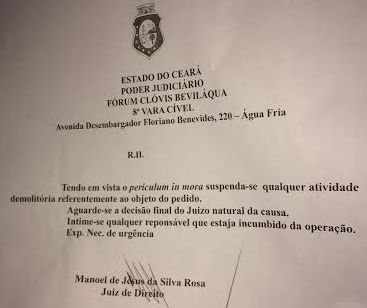 ESTADO DO CEARÁ
PODER JUDICIÁRIO
FÓRUM CLÓVIS BEVILÁQUA
8ª VARA CÍVEL
Avenida Desembargador Floriano Benevides, 220 – Água Fria
R.H.
Tendo em vista o periculum in mora suspenda-se qualquer atividade
demolitória referentemente ao objeto do pedido.
Aguarde-se a decisão final do Juizo natural da causa.
Intime-se qualquer reponsável que estaja incumbido da operação.
Exp. Nec. de urgência
Manoel de Jesus da Silva Rosa
Juiz de Direito